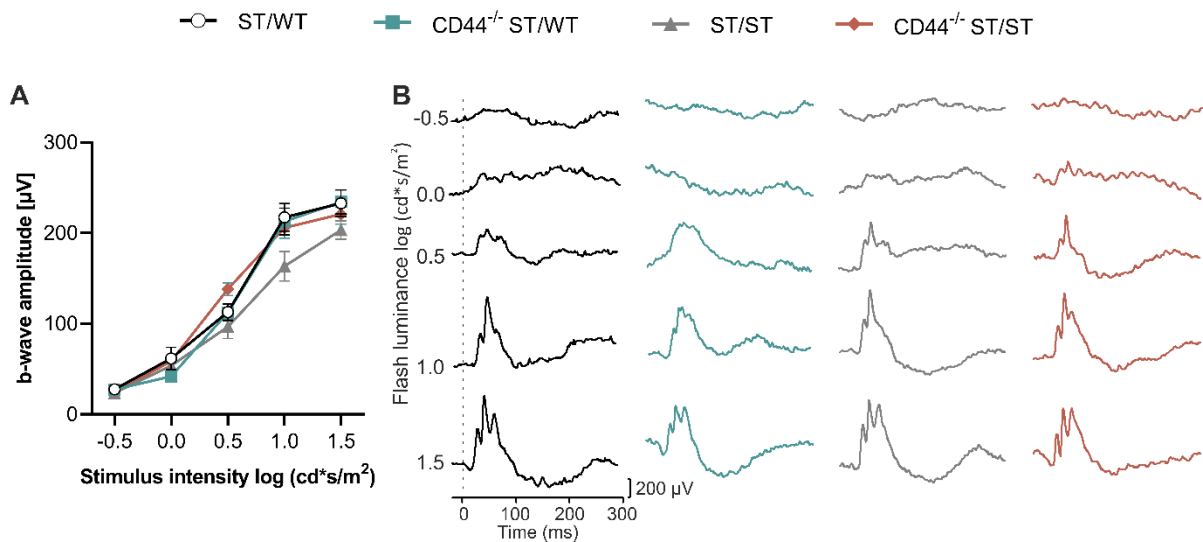 ST/WT CD44-/- ST/WT ST/ST CD44-/- ST/ST
A
b-wave amplitude [µV]
300
200
100
0
-0.5 0.0 0.5 1.0 1.5
Stimulus intensity log (cd*s/m²)
B
Flash luminance log (cd*s/m²)
-0.5
0.0
0.5
1.0
1.5
200 µV
0 100 200 300
Time (ms)